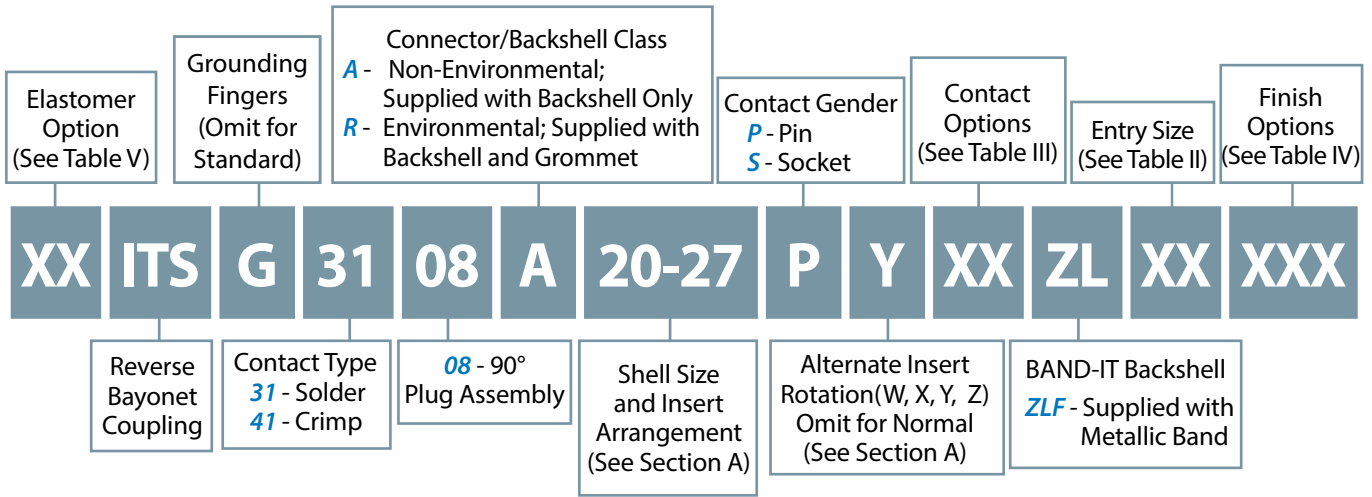 Elastomer
Option
(See Table V)
Grounding
Fingers
(Omit for
Standard)
Connector/Backshell Class
A - Non-Environmental;
Supplied with Backshell Only
R - Environmental; Supplied with
Backshell and Grommet
Contact Gender
P - Pin
S - Socket
Contact
Options
(See Table III)
Entry Size
(See Table II)
Finish
Options
(See Table IV)
XX ITS G 31 08 A 20-27 P Y XX ZL XX XXX
Reverse
Bayonet
Coupling
Contact Type
31 - Solder
41 - Crimp
08 - 90°
Plug Assembly
Shell Size
and Insert
Arrangement
(See Section A)
Alternate Insert
Rotation(W, X, Y, Z)
Omit for Normal
(See Section A)
BAND-IT Backshell
ZLF - Supplied with
Metallic Band